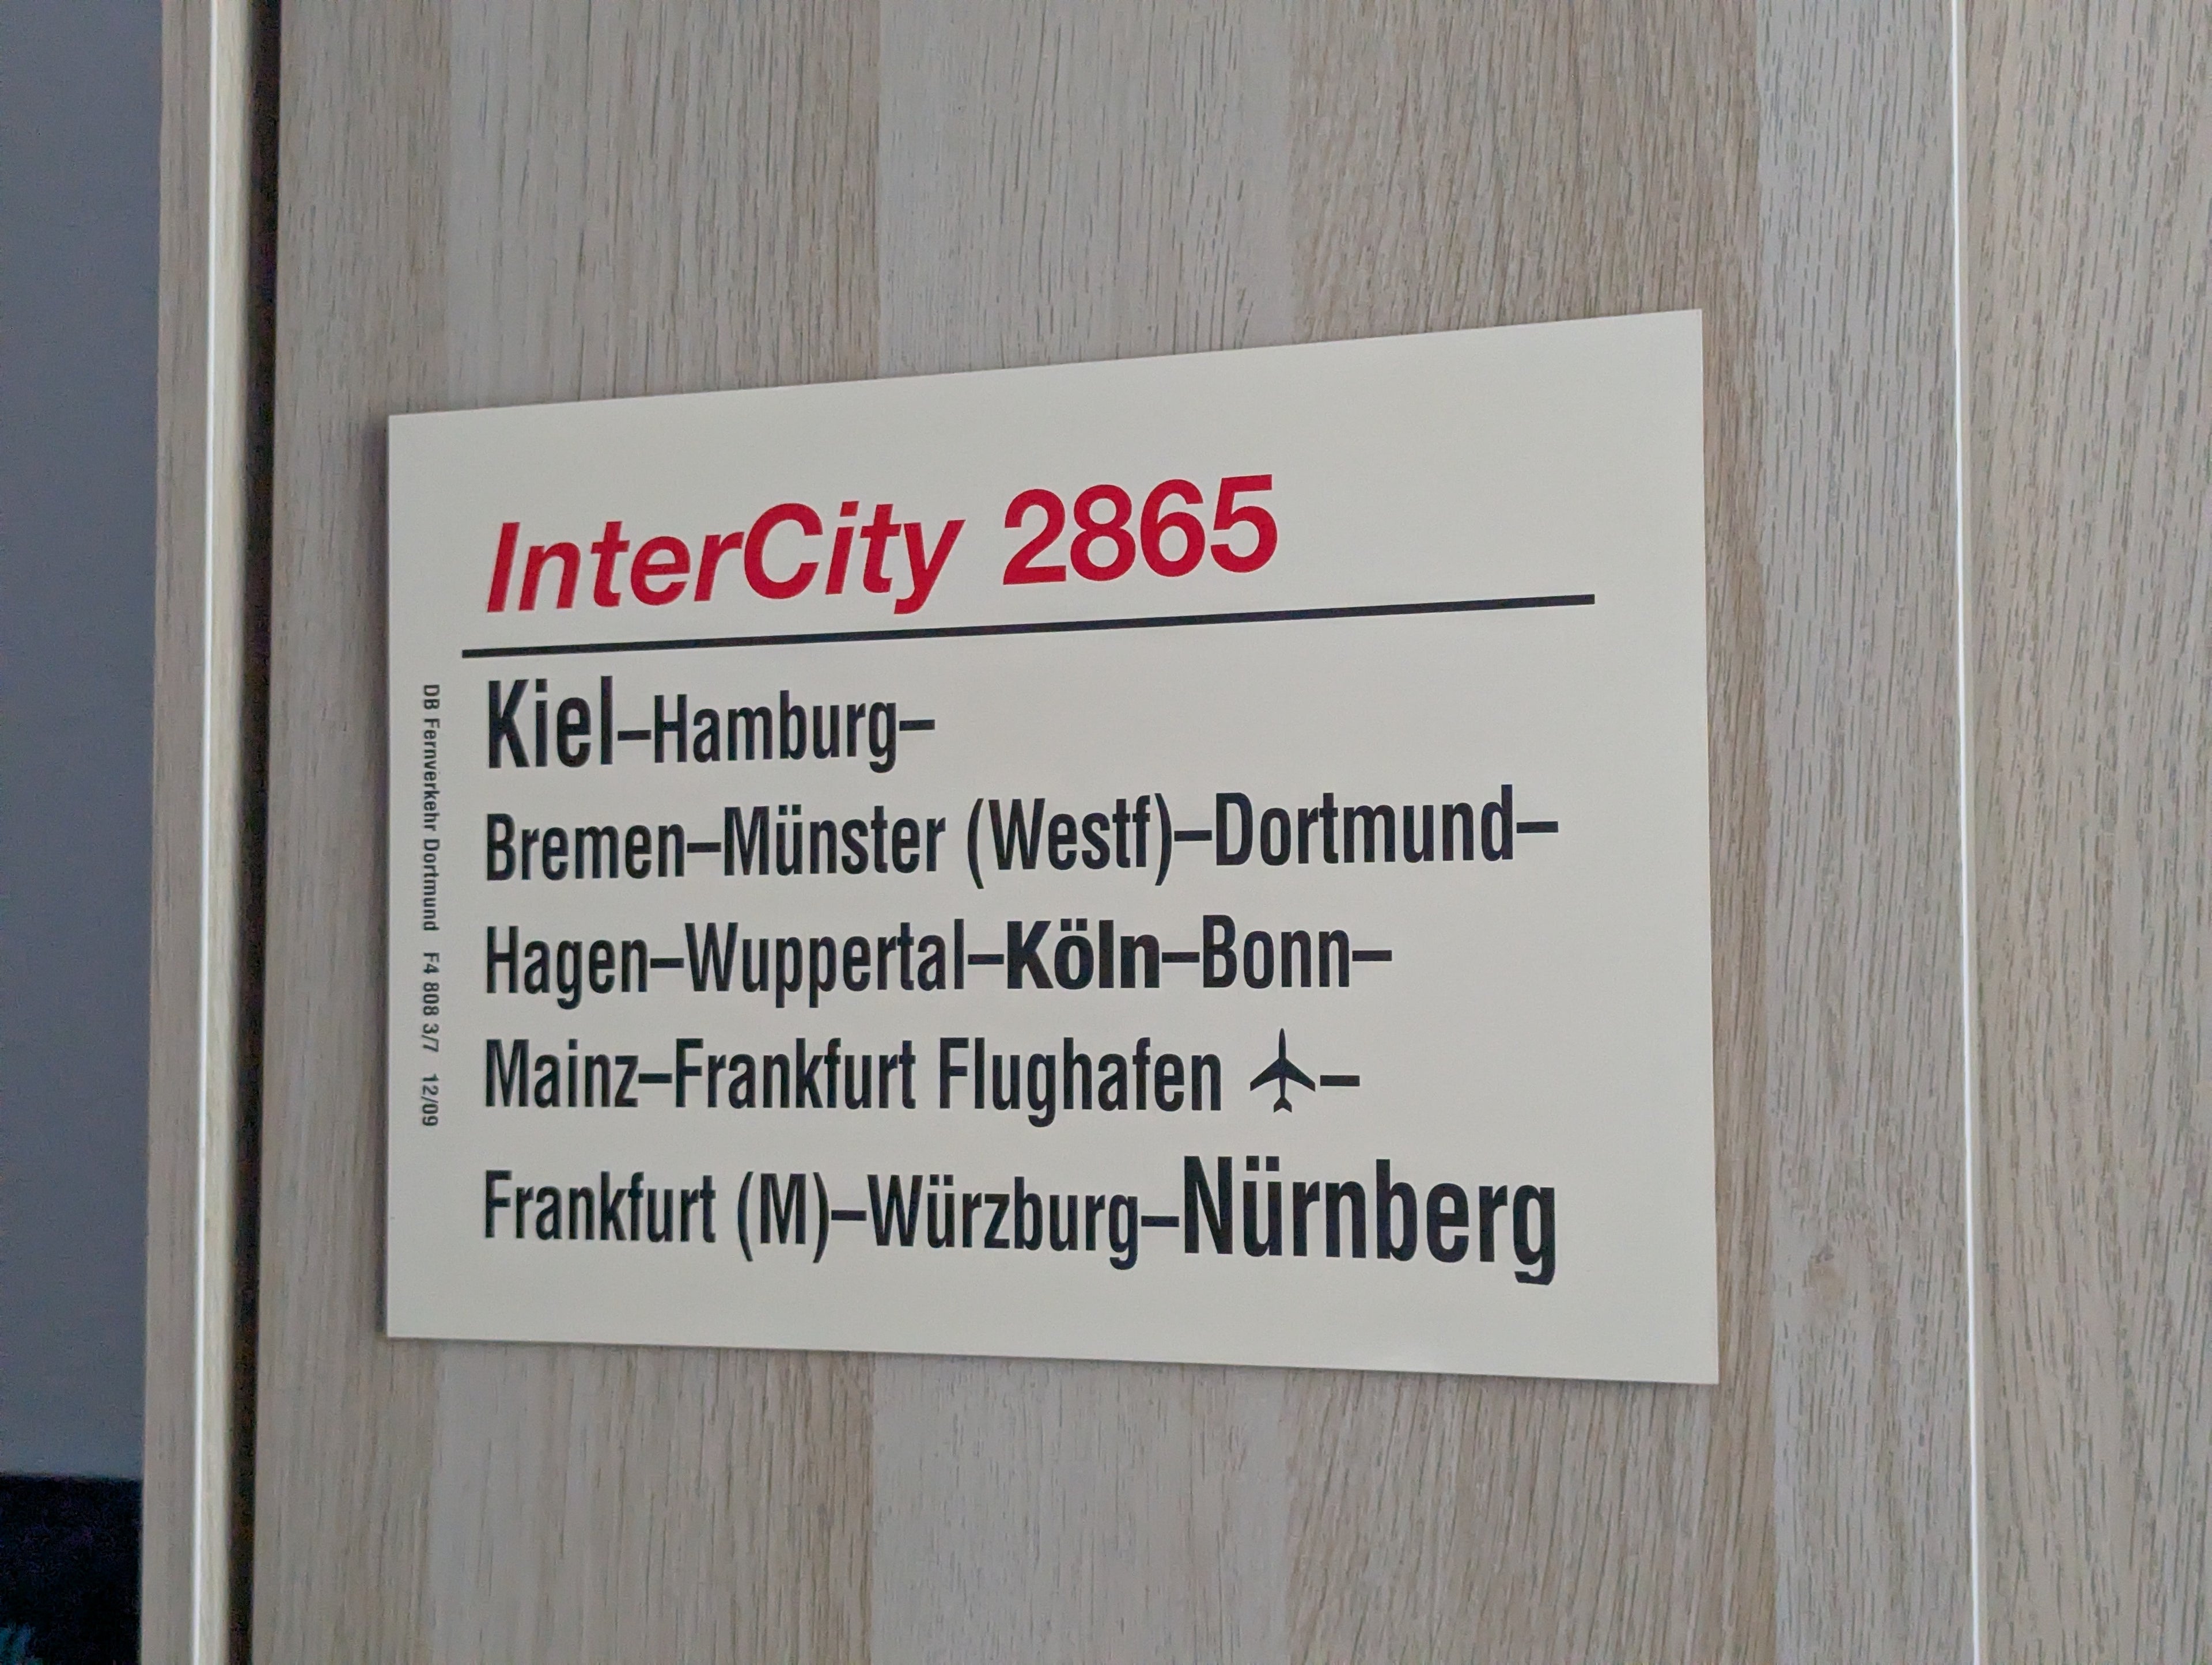 InterCity 2865
Kiel–Hamburg–
Bremen–Münster (Westf)–Dortmund–
Hagen–Wuppertal–Köln–Bonn–
Mainz–Frankfurt Flughafen ✈–
Frankfurt (M)–Würzburg–Nürnberg
DB Fernverkehr Dortmund F4 808 3/7 12/09